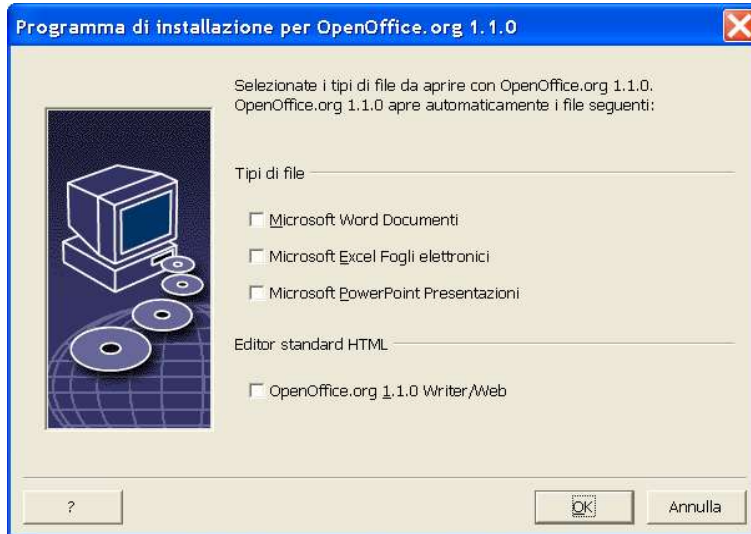 Programma di installazione per OpenOffice.org 1.1.0
Selezionate i tipi di file da aprire con OpenOffice.org 1.1.0.
OpenOffice.org 1.1.0 apre automaticamente i file seguenti:
Tipi di file
Microsoft Word Documenti
Microsoft Excel Fogli elettronici
Microsoft PowerPoint Presentazioni
Editor standard HTML
OpenOffice.org 1.1.0 Writer/Web
? OK Annulla